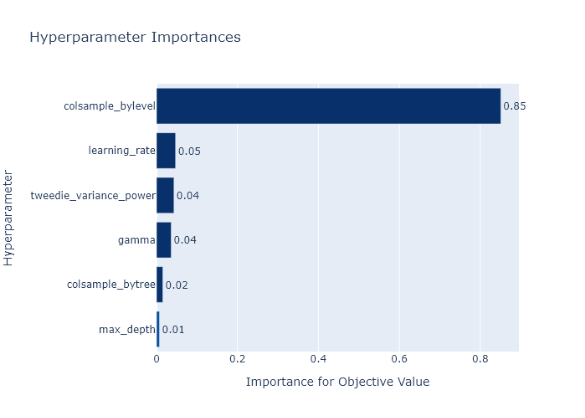 Hyperparameter Importances
Hyperparameter
colsample_bylevel 0.85
learning_rate 0.05
tweedie_variance_power 0.04
gamma 0.04
colsample_bytree 0.02
max_depth 0.01
0 0.2 0.4 0.6 0.8
Importance for Objective Value